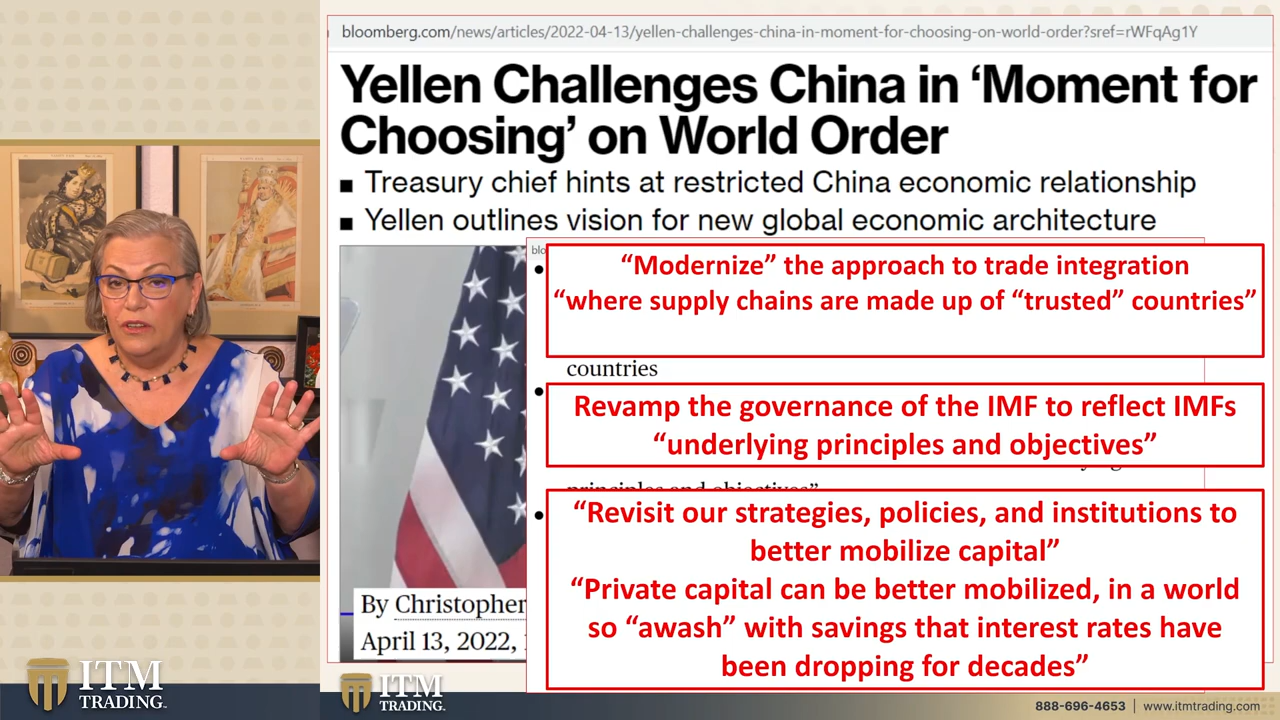 bloomberg.com/news/articles/2022-04-13/yellen-challenges-china-in-moment-for-choosing-on-world-order?sref=rWFqAg1Y
Yellen Challenges China in ‘Moment for
Choosing’ on World Order
■ Treasury chief hints at restricted China economic relationship
■ Yellen outlines vision for new global economic architecture
blo
• “Modernize” the approach to trade integration
“where supply chains are made up of “trusted” countries”
countries
• Revamp the governance of the IMF to reflect IMFs
“underlying principles and objectives”
principles and objectives”
• “Revisit our strategies, policies, and institutions to
better mobilize capital”
“Private capital can be better mobilized, in a world
so “awash” with savings that interest rates have
been dropping for decades”
By Christopher
April 13, 2022,
ITM
TRADING
ITM
TRADING
888-696-4653 | www.itmtrading.com